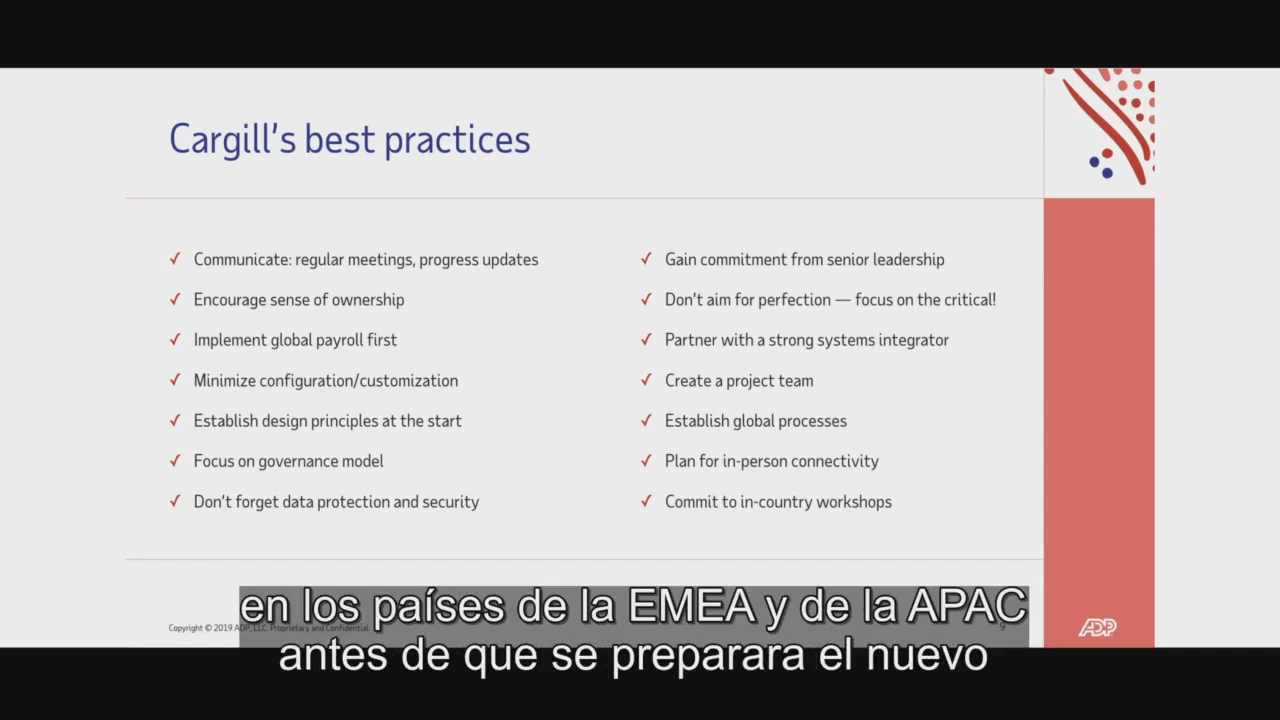 Cargill's best practices
✓ Communicate: regular meetings, progress updates
✓ Encourage sense of ownership
✓ Implement global payroll first
✓ Minimize configuration/customization
✓ Establish design principles at the start
✓ Focus on governance model
✓ Don't forget data protection and security
✓ Gain commitment from senior leadership
✓ Don't aim for perfection — focus on the critical!
✓ Partner with a strong systems integrator
✓ Create a project team
✓ Establish global processes
✓ Plan for in-person connectivity
✓ Commit to in-country workshops
Copyright © 2019 ADP, LLC. Proprietary and Confidential
9
ADP
en los países de la EMEA y de la APAC
antes de que se preparara el nuevo